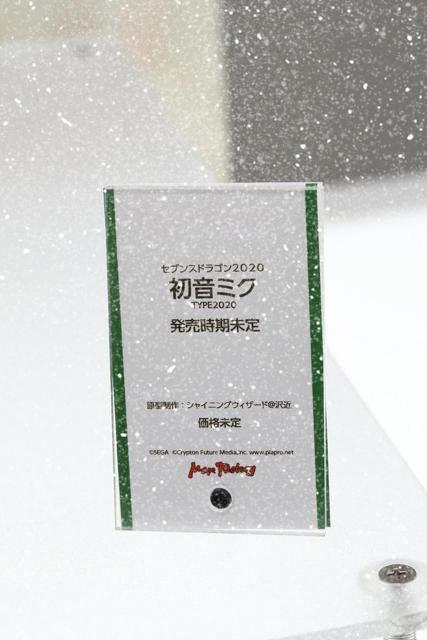 セブンスドラゴン2020
初音ミク
TYPE2020
発売時期未定
原型制作：シャイニングウィザード@沢近
価格未定
©SEGA ©Crypton Future Media,Inc. www.piapro.net
Max Factory